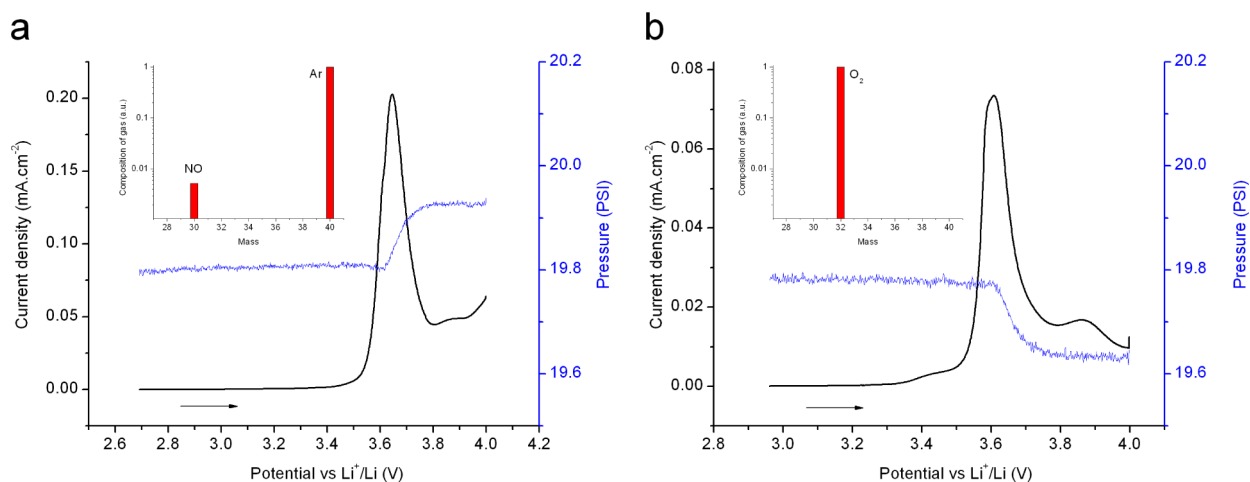 a
Current density (mA.cm-2)
0.20
0.15
0.10
0.05
0.00
2.6 2.8 3.0 3.2 3.4 3.6 3.8 4.0 4.2
Potential vs Li+/Li (V)
20.2
20.0
19.8
19.6
Pressure (PSI)
Composition of gas (a.u.)
1
0.1
0.01
NO
Ar
28 30 32 34 36 38 40
Mass
b
Current density (mA.cm-2)
0.08
0.06
0.04
0.02
0.00
2.8 3.0 3.2 3.4 3.6 3.8 4.0
Potential vs Li+/Li (V)
20.2
20.0
19.8
19.6
Pressure (PSI)
Composition of gas (a.u.)
1
0.1
0.01
O2
28 30 32 34 36 38 40
Mass